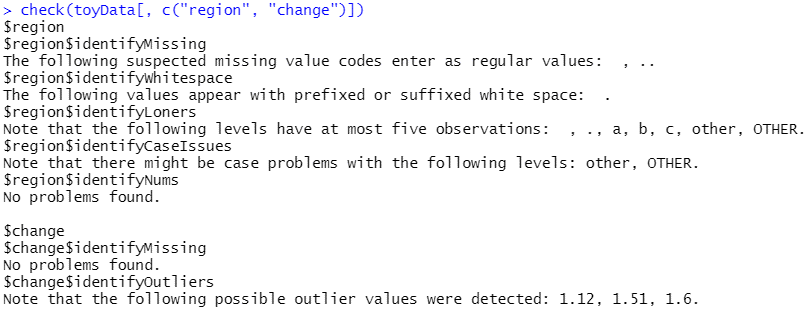 > check(toyData[, c("region", "change")])
$region
$region$identifyMissing
The following suspected missing value codes enter as regular values:  , ..
$region$identifyWhitespace
The following values appear with prefixed or suffixed white space:  .
$region$identifyLoners
Note that the following levels have at most five observations:  , ., a, b, c, other, OTHER.
$region$identifyCaseIssues
Note that there might be case problems with the following levels: other, OTHER.
$region$identifyNums
No problems found.

$change
$change$identifyMissing
No problems found.
$change$identifyOutliers
Note that the following possible outlier values were detected: 1.12, 1.51, 1.6.